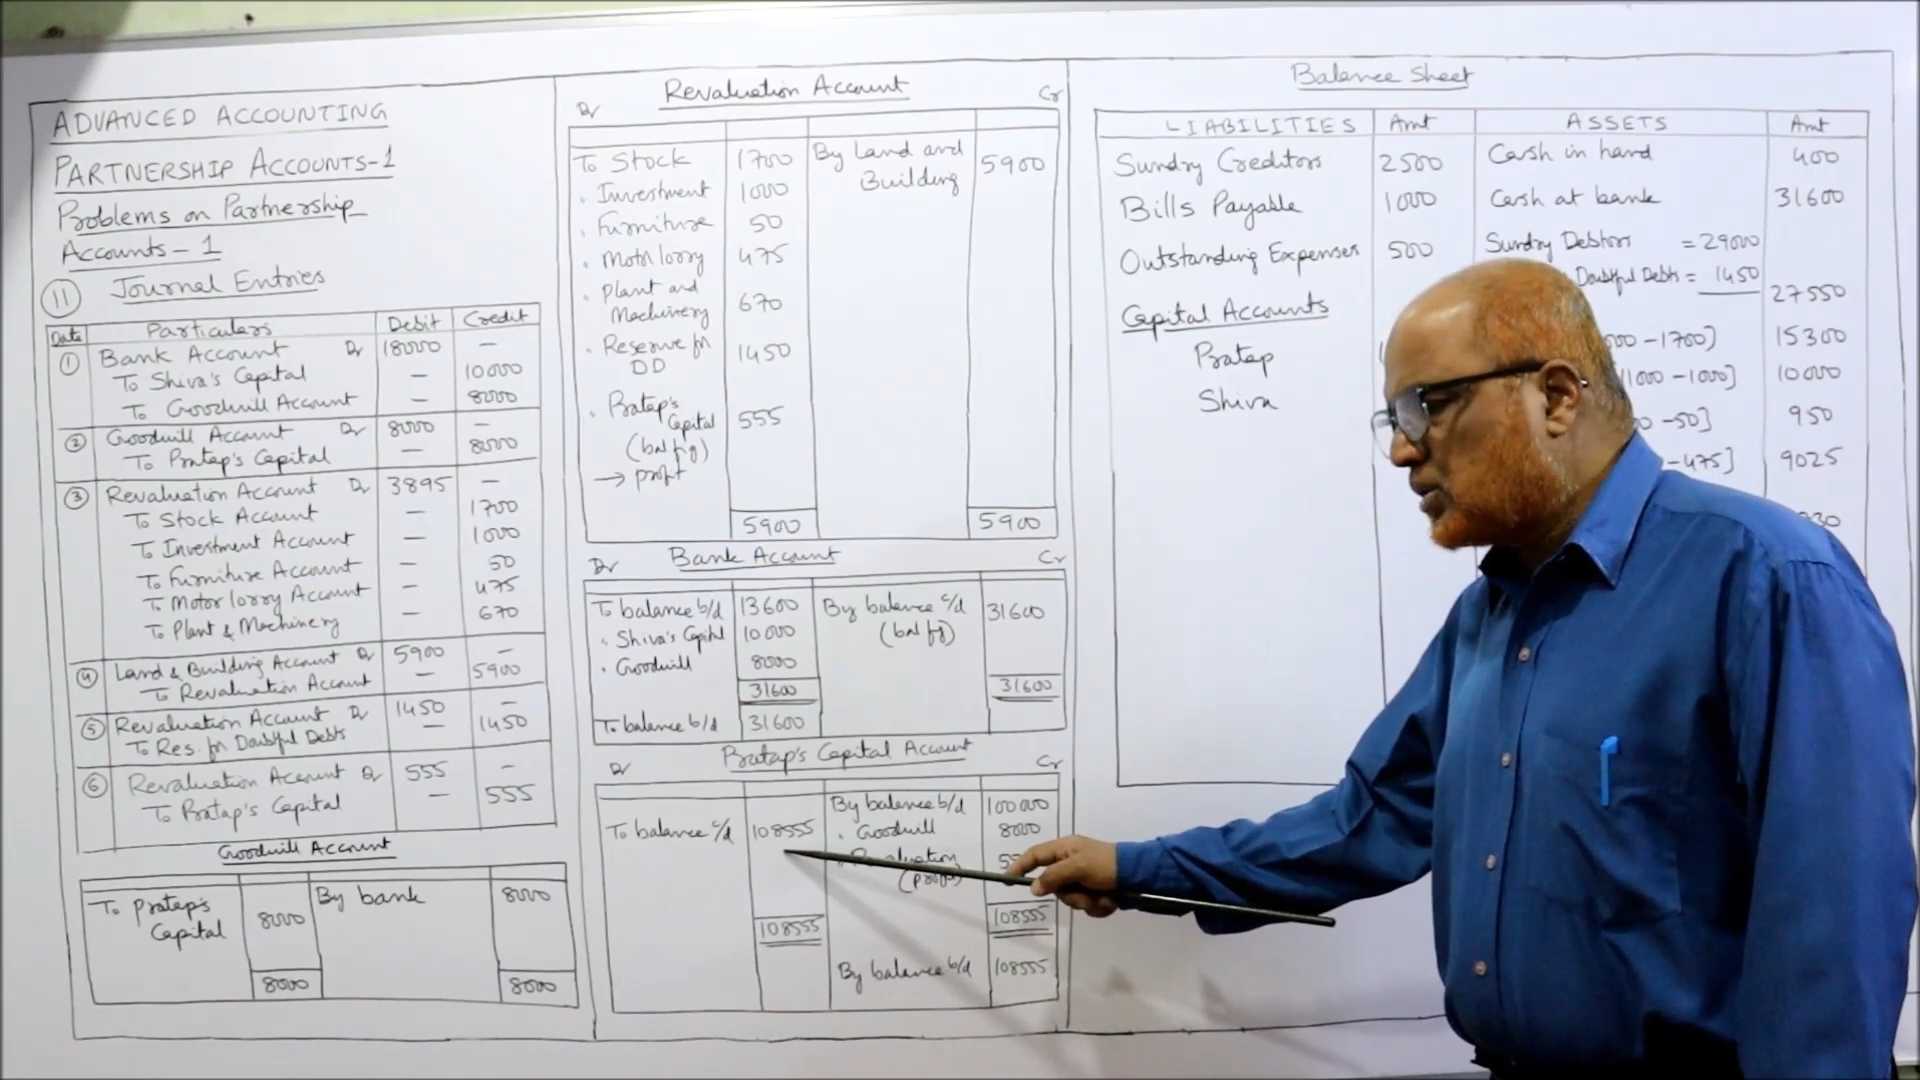 ADVANCED ACCOUNTING
PARTNERSHIP ACCOUNTS-1
Problems on Partnership
Accounts - 1
11 Journal Entries
Date Particulars Debit Credit
1 Bank Account Dr 18000 —
To Shiva's Capital — 10000
To Goodwill Account — 8000
2 Goodwill Account Dr 8000 —
To Pratap's Capital — 8000
3 Revaluation Account Dr 3895 —
To Stock Account — 1700
To Investment Account — 1000
To Furniture Account — 50
To Motor lorry Account — 475
To Plant & Machinery 670
4 Land & Building Account Dr 5900 —
To Revaluation Account — 5900
5 Revaluation Account Dr 1450 —
To Res. for Doubtful Debts — 1450
6 Revaluation Account Dr 555 —
To Pratap's Capital — 555
Goodwill Account
To Pratap's 8000 By bank 8000
Capital
8000 8000
Revaluation Account
Dr Cr
To Stock 1700 By Land and 5900
Building
" Investment 1000
" Furniture 50
" Motor lorry 475
" Plant and
Machinery 670
" Reserve for 1450
DD
" Pratap's
Capital 555
(bal fig)
→ profit
5900 5900
Bank Account
Dr Cr
To balance b/d 13600 By balance c/d 31600
" Shiva's Capital 10000 (bal fig)
" Goodwill 8000
31600 31600
To balance b/d 31600
Pratap's Capital Account
Dr Cr
By balance b/d 100000
To balance c/d 108555 " Goodwill 8000
108555 108555
By balance b/d 108555
Balance Sheet
LIABILITIES Amt ASSETS Amt
Sundry Creditors 2500 Cash in hand 400
Bills Payable 1000 Cash at bank 31600
Outstanding Expenses 500 Sundry Debtors = 29000
Doubtful Debts = 1450
27550
Capital Accounts
-1700] 15300
Pratap
1000 -1000] 10000
Shiva
-50] 950
-475] 9025